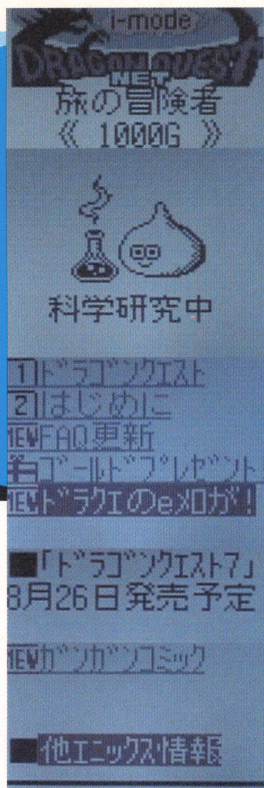 i-mode
DRAGON QUEST
NET
旅の冒険者
《 1000G 》
科学研究中
1ドラゴンクエスト
2はじめに
NEWFAQ更新
ゴールドプレゼント
NEWドラクエのeメロが!
■「ドラゴンクエスト7」
8月26日発売予定
NEWガンガンコミック
■他エニックス情報